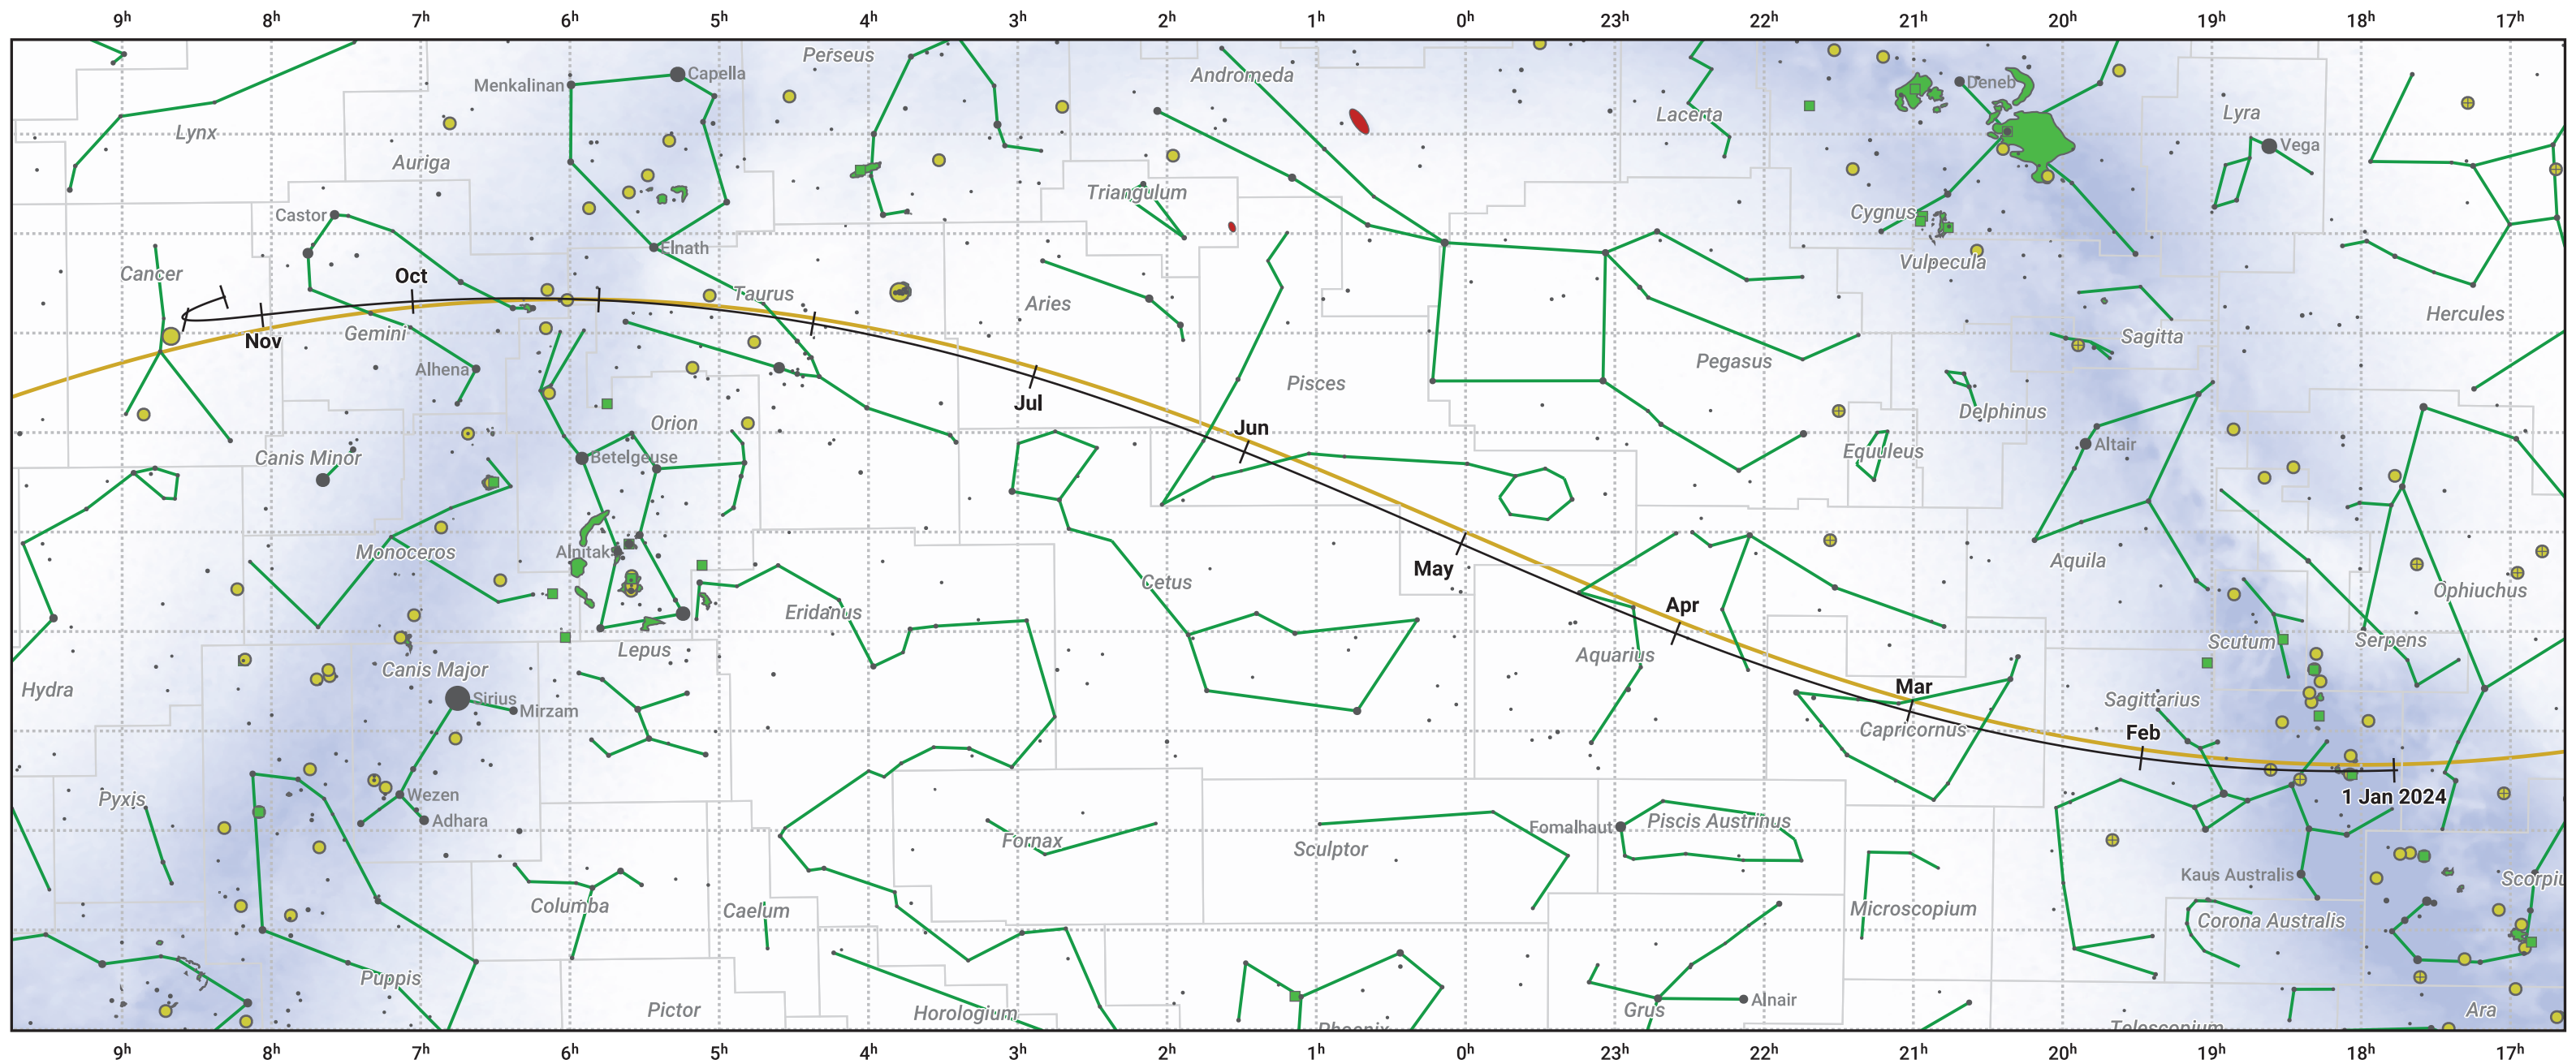 9h 8h 7h 6h 5h 4h 3h 2h 1h 0h 23h 22h 21h 20h 19h 18h 17h
Perseus
Menkalinan
Capella
Andromeda
Lacerta
Deneb
Lynx
Auriga
Lyra
Vega
Triangulum
Castor
Cygnus
Elnath
Cancer
Oct
Vulpecula
Taurus
Aries
Nov
Gemini
Sagitta
Hercules
Alhena
Jul
Pisces
Pegasus
Orion
Jun
Delphinus
Canis Minor
Betelgeuse
Equuleus
Altair
Monoceros
Alnitak
May
Cetus
Aquila
Eridanus
Apr
Ophiuchus
Lepus
Aquarius
Scutum
Serpens
Hydra
Canis Major
Sirius
Mirzam
Mar
Sagittarius
Capricornus
Feb
Pyxis
Wezen
Adhara
1 Jan 2024
Fornax
Sculptor
Fomalhaut
Piscis Austrinus
Columba
Caelum
Microscopium
Kaus Australis
Scorpiu
Corona Australis
Puppis
Pictor
Horologium
Grus
Alnair
Ara
Phoenix
Telescopium
9h 8h 7h 6h 5h 4h 3h 2h 1h 0h 23h 22h 21h 20h 19h 18h 17h